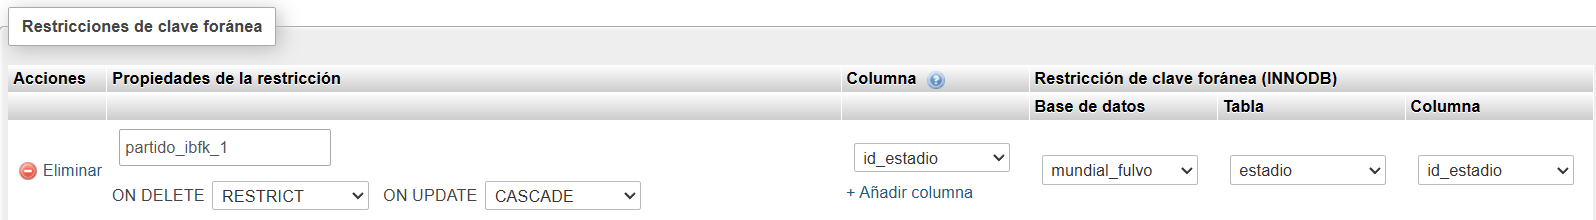 Restricciones de clave foránea
Acciones Propiedades de la restricción Columna Restricción de clave foránea (INNODB)
Base de datos Tabla Columna
partido_ibfk_1
Eliminar id_estadio mundial_fulvo estadio id_estadio
ON DELETE RESTRICT ON UPDATE CASCADE + Añadir columna